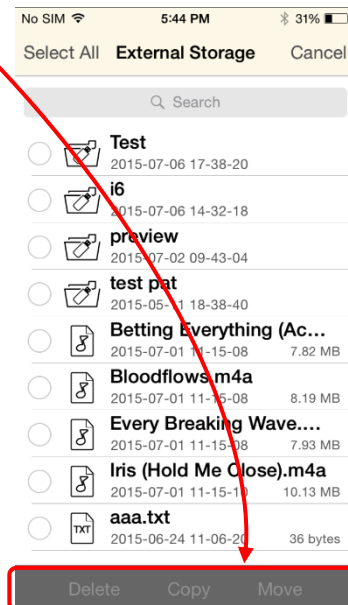 No SIM 5:44 PM 31%
Select All External Storage Cancel
Search
Test
2015-07-06 17-38-20
i6
2015-07-06 14-32-18
preview
2015-07-02 09-43-04
test pat
2015-05-11 18-38-40
Betting Everything (Ac...
2015-07-01 11-15-08 7.82 MB
Bloodflows.m4a
2015-07-01 11-15-08 8.19 MB
Every Breaking Wave....
2015-07-01 11-15-08 7.93 MB
Iris (Hold Me Close).m4a
2015-07-01 11-15-10 10.13 MB
TXT
aaa.txt
2015-06-24 11-06-20 36 bytes
Delete Copy Move